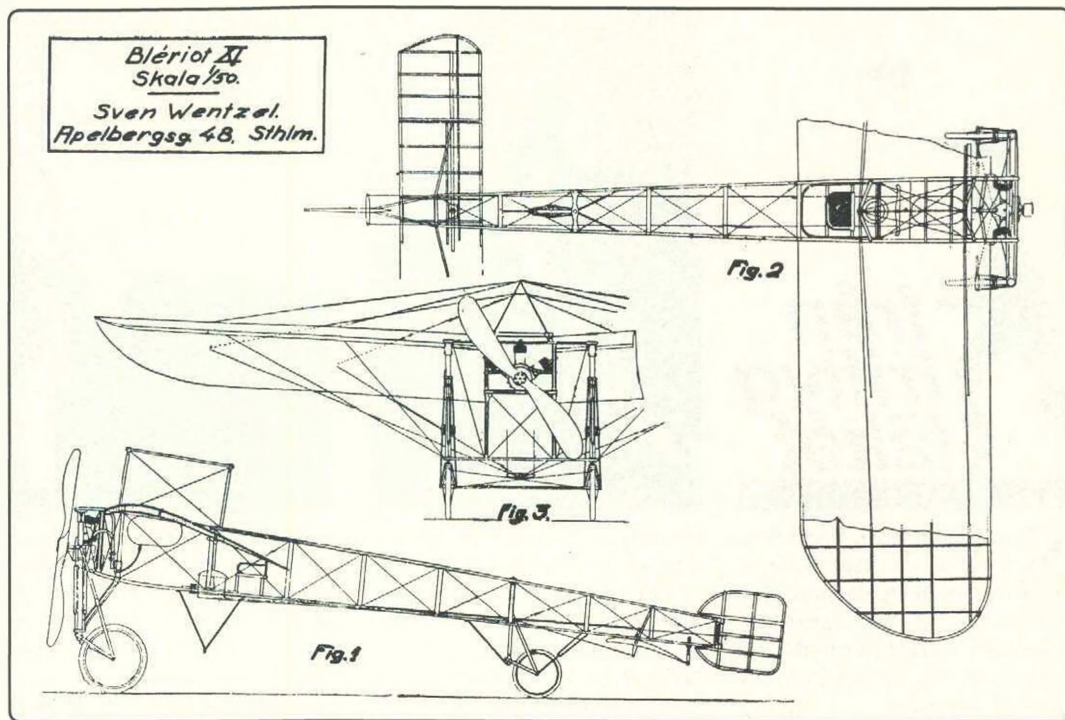 Blériot XI
Skala 1/50.
Sven Wentzel.
Apelbergsg. 48, Sthlm.
Fig. 2
Fig. 3.
Fig. 1